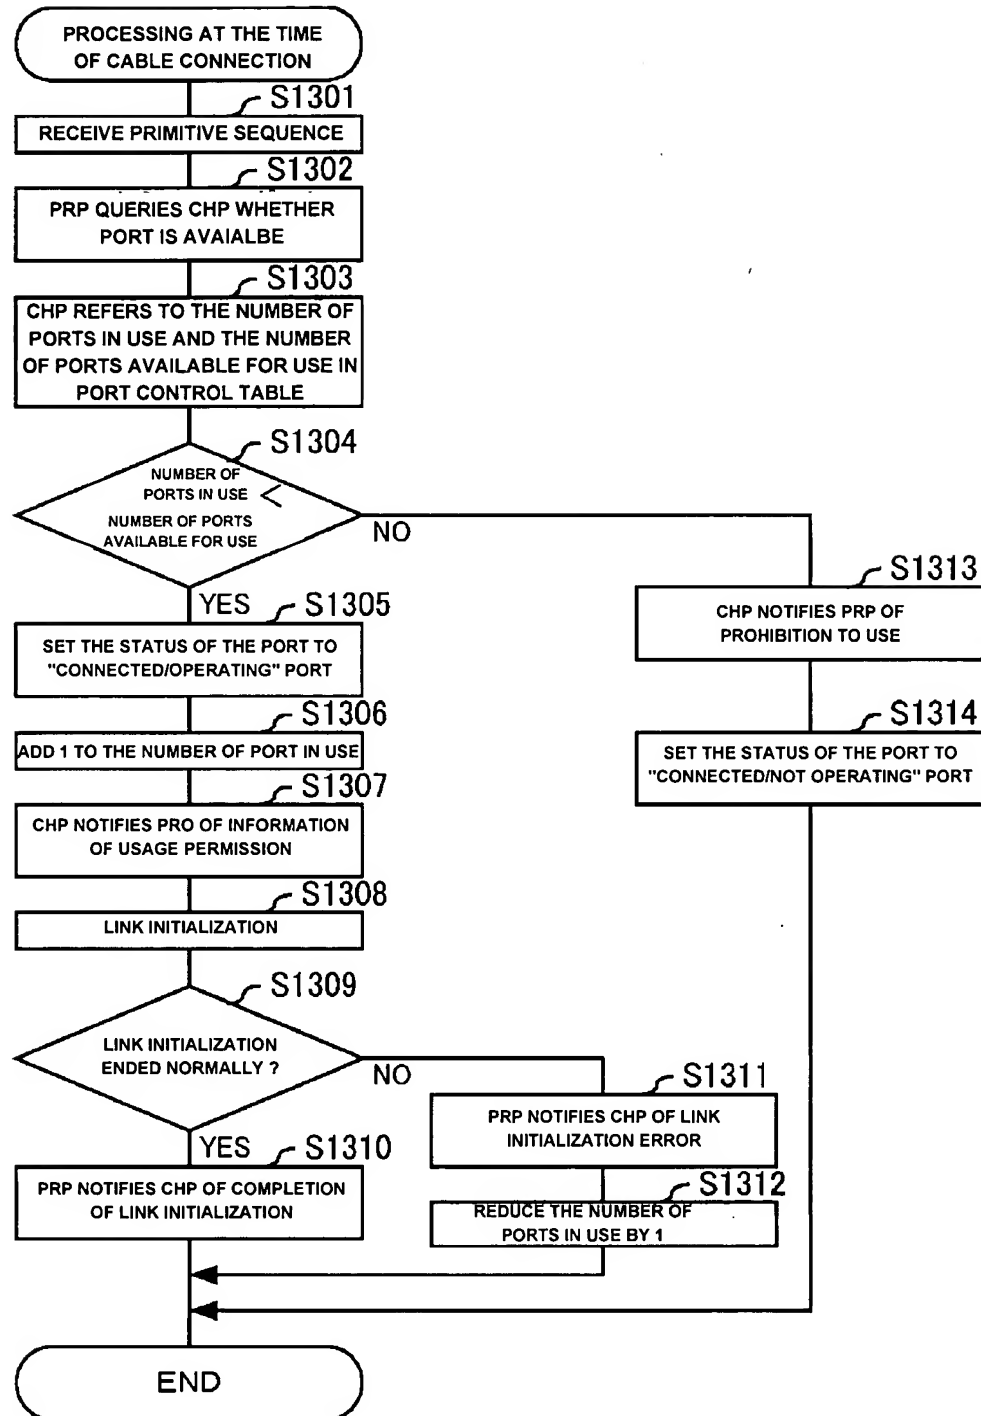 PROCESSING AT THE TIME
OF CABLE CONNECTION
S1301
RECEIVE PRIMITIVE SEQUENCE
S1302
PRP QUERIES CHP WHETHER
PORT IS AVAIALBE
S1303
CHP REFERS TO THE NUMBER OF
PORTS IN USE AND THE NUMBER
OF PORTS AVAILABLE FOR USE IN
PORT CONTROL TABLE
S1304
NUMBER OF
PORTS IN USE <
NUMBER OF PORTS
AVAILABLE FOR USE
NO
YES
S1305
SET THE STATUS OF THE PORT TO
"CONNECTED/OPERATING" PORT
S1306
ADD 1 TO THE NUMBER OF PORT IN USE
S1307
CHP NOTIFIES PRO OF INFORMATION
OF USAGE PERMISSION
S1308
LINK INITIALIZATION
S1309
LINK INITIALIZATION
ENDED NORMALLY ?
NO
YES
S1310
PRP NOTIFIES CHP OF COMPLETION
OF LINK INITIALIZATION
S1311
PRP NOTIFIES CHP OF LINK
INITIALIZATION ERROR
S1312
REDUCE THE NUMBER OF
PORTS IN USE BY 1
S1313
CHP NOTIFIES PRP OF
PROHIBITION TO USE
S1314
SET THE STATUS OF THE PORT TO
"CONNECTED/NOT OPERATING" PORT
END